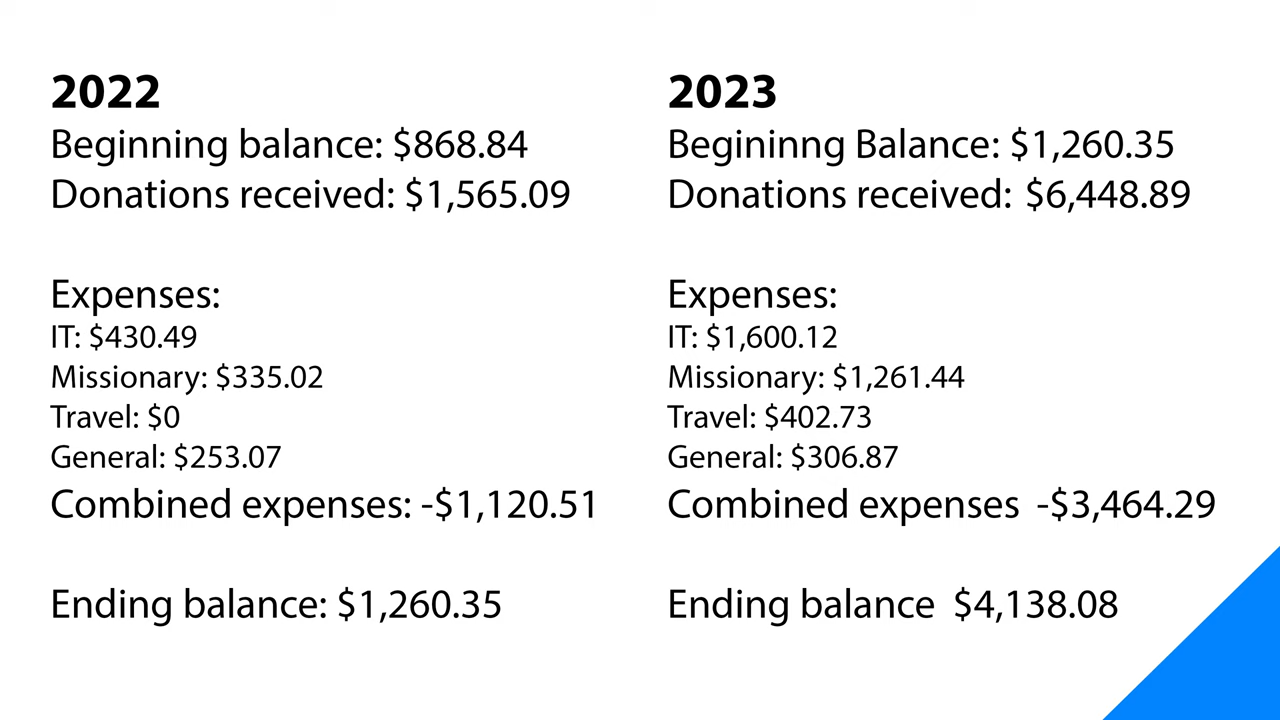 2022
Beginning balance: $868.84
Donations received: $1,565.09
Expenses:
IT: $430.49
Missionary: $335.02
Travel: $0
General: $253.07
Combined expenses: -$1,120.51
Ending balance: $1,260.35
2023
Begininng Balance: $1,260.35
Donations received: $6,448.89
Expenses:
IT: $1,600.12
Missionary: $1,261.44
Travel: $402.73
General: $306.87
Combined expenses -$3,464.29
Ending balance $4,138.08